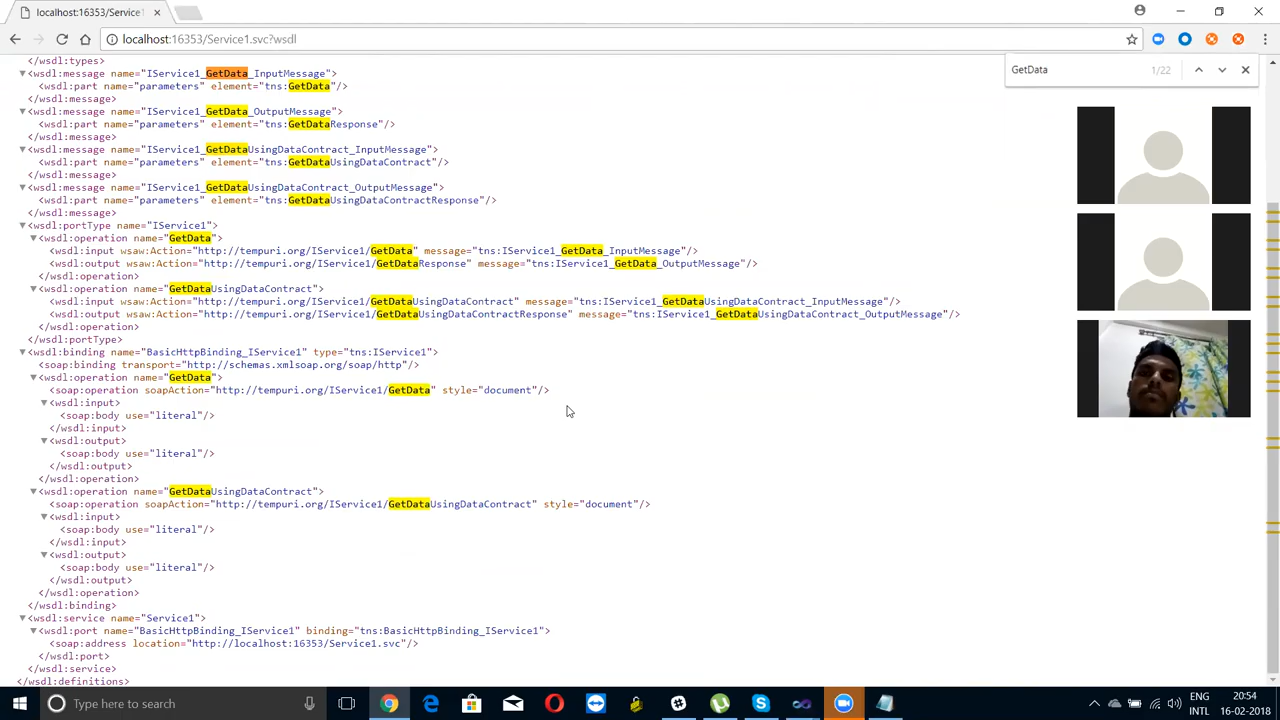 localhost:16353/Service1
localhost:16353/Service1.svc?wsdl
GetData 1/22
</wsdl:types>
<wsdl:message name="IService1_GetData_InputMessage">
<wsdl:part name="parameters" element="tns:GetData"/>
</wsdl:message>
<wsdl:message name="IService1_GetData_OutputMessage">
<wsdl:part name="parameters" element="tns:GetDataResponse"/>
</wsdl:message>
<wsdl:message name="IService1_GetDataUsingDataContract_InputMessage">
<wsdl:part name="parameters" element="tns:GetDataUsingDataContract"/>
</wsdl:message>
<wsdl:message name="IService1_GetDataUsingDataContract_OutputMessage">
<wsdl:part name="parameters" element="tns:GetDataUsingDataContractResponse"/>
</wsdl:message>
<wsdl:portType name="IService1">
<wsdl:operation name="GetData">
<wsdl:input wsaw:Action="http://tempuri.org/IService1/GetData" message="tns:IService1_GetData_InputMessage"/>
<wsdl:output wsaw:Action="http://tempuri.org/IService1/GetDataResponse" message="tns:IService1_GetData_OutputMessage"/>
</wsdl:operation>
<wsdl:operation name="GetDataUsingDataContract">
<wsdl:input wsaw:Action="http://tempuri.org/IService1/GetDataUsingDataContract" message="tns:IService1_GetDataUsingDataContract_InputMessage"/>
<wsdl:output wsaw:Action="http://tempuri.org/IService1/GetDataUsingDataContractResponse" message="tns:IService1_GetDataUsingDataContract_OutputMessage"/>
</wsdl:operation>
</wsdl:portType>
<wsdl:binding name="BasicHttpBinding_IService1" type="tns:IService1">
<soap:binding transport="http://schemas.xmlsoap.org/soap/http"/>
<wsdl:operation name="GetData">
<soap:operation soapAction="http://tempuri.org/IService1/GetData" style="document"/>
<wsdl:input>
<soap:body use="literal"/>
</wsdl:input>
<wsdl:output>
<soap:body use="literal"/>
</wsdl:output>
</wsdl:operation>
<wsdl:operation name="GetDataUsingDataContract">
<soap:operation soapAction="http://tempuri.org/IService1/GetDataUsingDataContract" style="document"/>
<wsdl:input>
<soap:body use="literal"/>
</wsdl:input>
<wsdl:output>
<soap:body use="literal"/>
</wsdl:output>
</wsdl:operation>
</wsdl:binding>
<wsdl:service name="Service1">
<wsdl:port name="BasicHttpBinding_IService1" binding="tns:BasicHttpBinding_IService1">
<soap:address location="http://localhost:16353/Service1.svc"/>
</wsdl:port>
</wsdl:service>
</wsdl:definitions>
Type here to search
ENG 20:54
INTL 16-02-2018